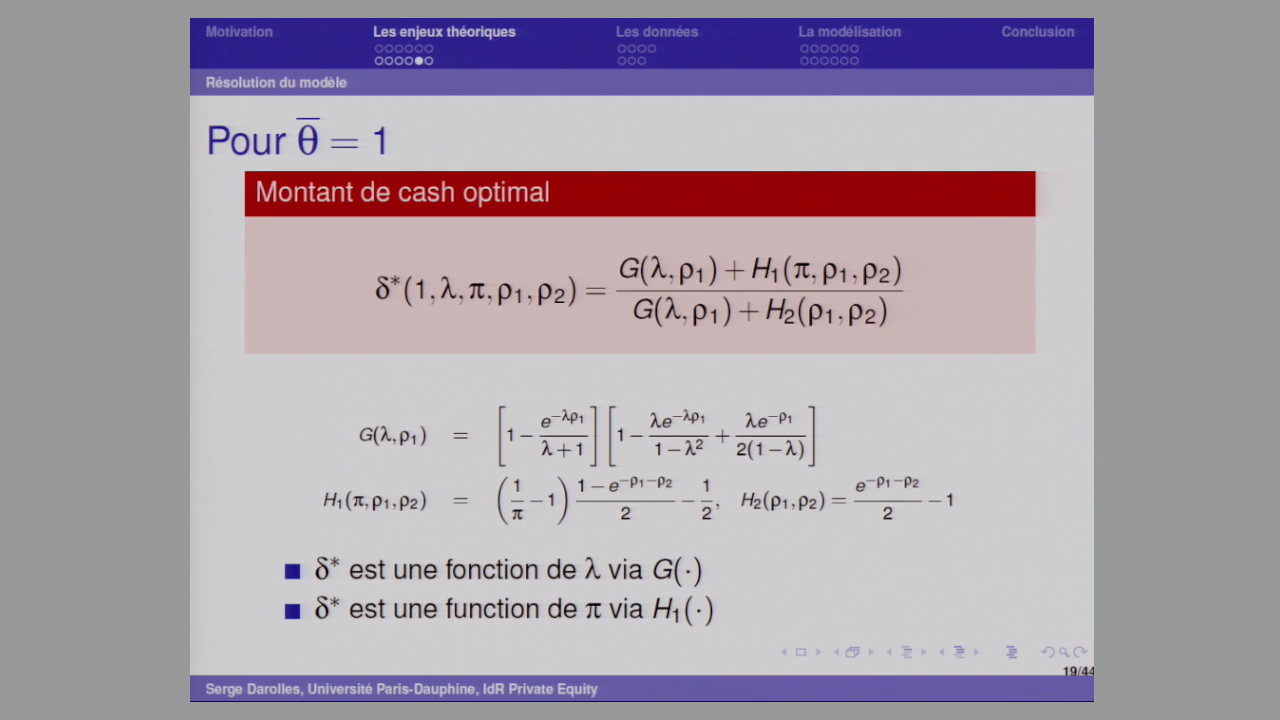 Motivation Les enjeux théoriques Les données La modélisation Conclusion
Résolution du modèle
Pour θ̅ = 1
Montant de cash optimal
δ*(1, λ, π, ρ₁, ρ₂) = (G(λ, ρ₁) + H₁(π, ρ₁, ρ₂)) / (G(λ, ρ₁) + H₂(ρ₁, ρ₂))
G(λ, ρ₁) = [1 − e^{−λρ₁} / (λ + 1)] [1 − λe^{−λρ₁} / (1 − λ²) + λe^{−ρ₁} / (2(1 − λ))]
H₁(π, ρ₁, ρ₂) = (1/π − 1) (1 − e^{−ρ₁−ρ₂}) / 2 − 1/2, H₂(ρ₁, ρ₂) = e^{−ρ₁−ρ₂} / 2 − 1
δ* est une fonction de λ via G(·)
δ* est une function de π via H₁(·)
19/44
Serge Darolles, Université Paris-Dauphine, IdR Private Equity